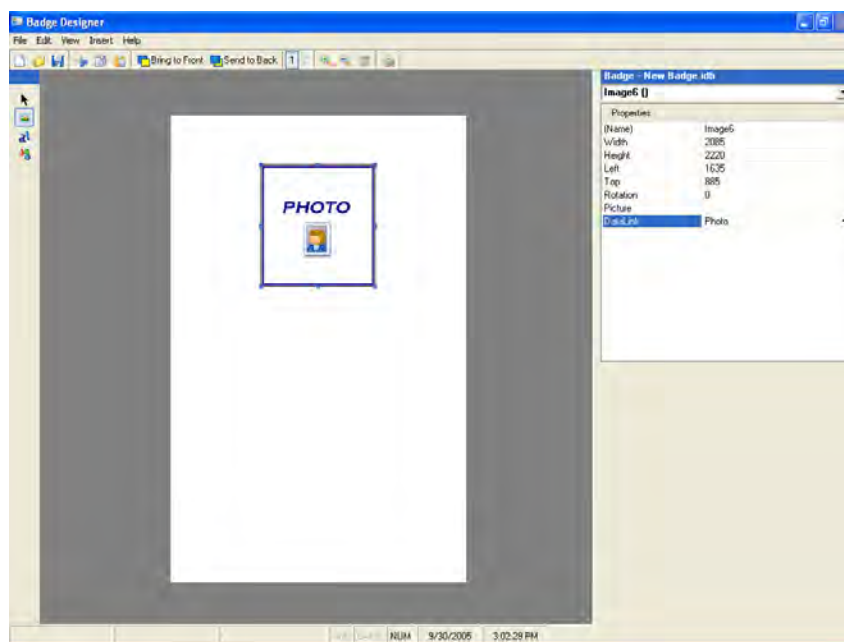 Badge Designer
File Edit View Insert Help
Bring to Front Send to Back 1
Badge - New Badge.idb
Image6 ()
Properties
(Name) Image6
Width 2085
Height 2220
Left 1635
Top 885
Rotation 0
Picture
DataLink Photo
PHOTO
NUM 9/30/2005 3:02:29 PM